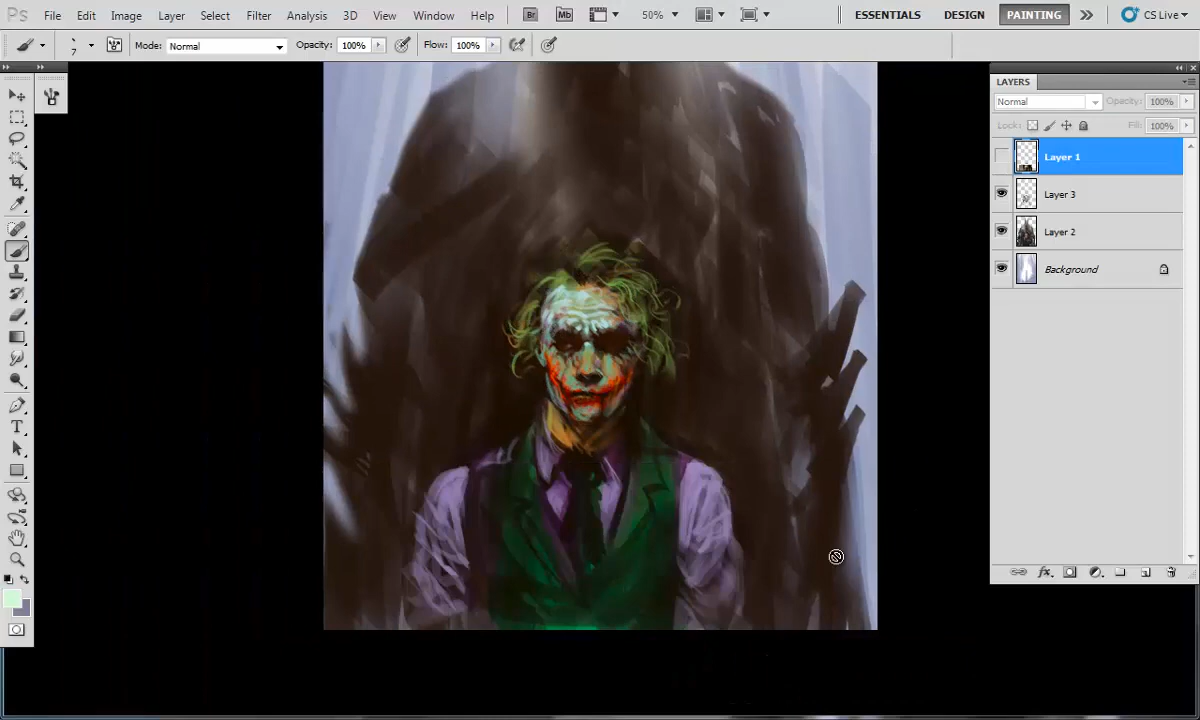 Ps File Edit Image Layer Select Filter Analysis 3D View Window Help Br Mb 50% ESSENTIALS DESIGN PAINTING CS Live
7 Mode: Normal Opacity: 100% Flow: 100%
LAYERS
Normal Opacity: 100%
Lock: Fill: 100%
Layer 1
Layer 3
Layer 2
Background
T
fx